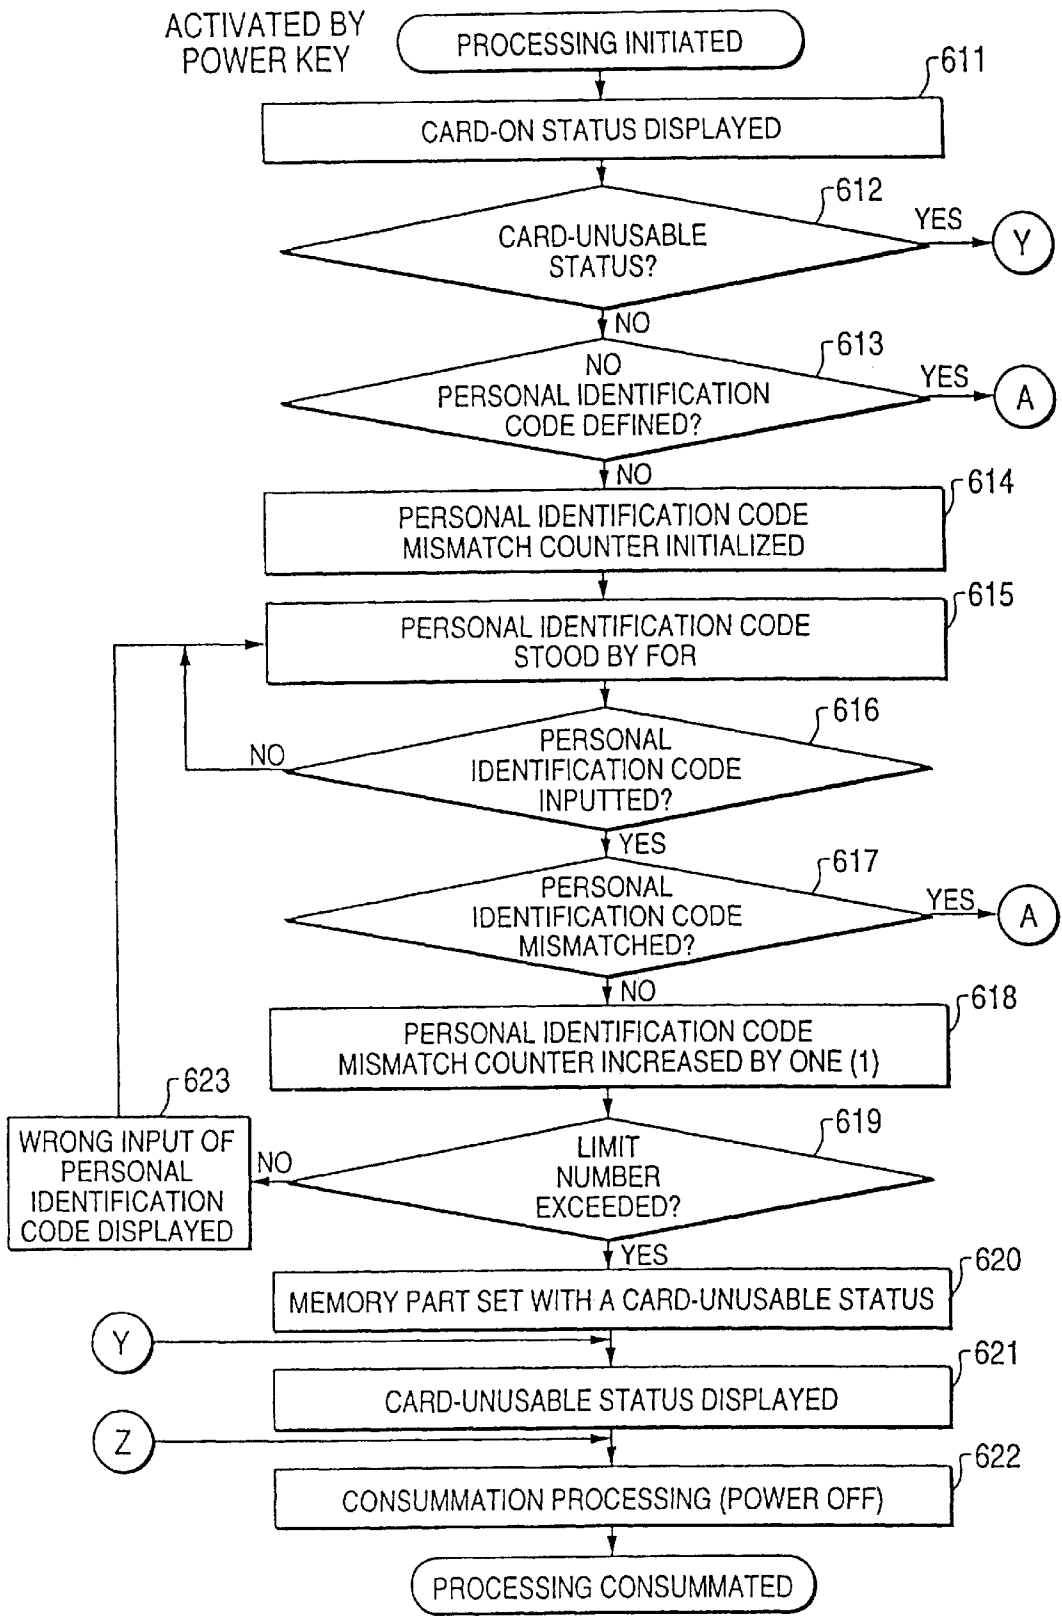 ACTIVATED BY
POWER KEY
PROCESSING INITIATED
611
CARD-ON STATUS DISPLAYED
612
CARD-UNUSABLE
STATUS?
YES
Y
NO
613
NO
PERSONAL IDENTIFICATION
CODE DEFINED?
YES
A
NO
614
PERSONAL IDENTIFICATION CODE
MISMATCH COUNTER INITIALIZED
615
PERSONAL IDENTIFICATION CODE
STOOD BY FOR
616
PERSONAL
IDENTIFICATION CODE
INPUTTED?
NO
YES
617
PERSONAL
IDENTIFICATION CODE
MISMATCHED?
YES
A
NO
618
PERSONAL IDENTIFICATION CODE
MISMATCH COUNTER INCREASED BY ONE (1)
623
WRONG INPUT OF
PERSONAL
IDENTIFICATION
CODE DISPLAYED
NO
619
LIMIT
NUMBER
EXCEEDED?
YES
620
MEMORY PART SET WITH A CARD-UNUSABLE STATUS
Y
621
CARD-UNUSABLE STATUS DISPLAYED
Z
622
CONSUMMATION PROCESSING (POWER OFF)
PROCESSING CONSUMMATED